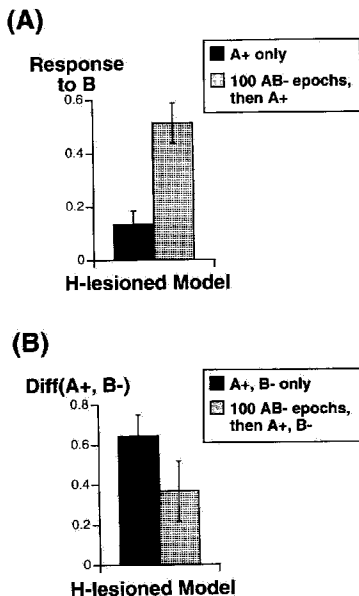 (A)
Response
to B
A+ only
100 AB- epochs,
then A+
0.6
0.4
0.2
0
H-lesioned Model
(B)
Diff(A+, B-)
A+, B- only
100 AB- epochs,
then A+, B-
0.8
0.6
0.4
0.2
0
H-lesioned Model